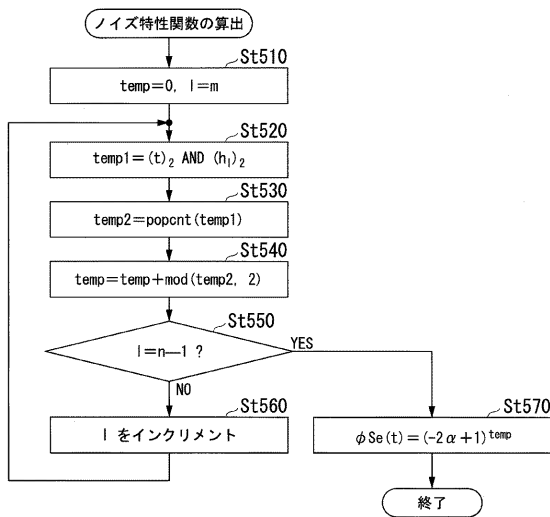 ノイズ特性関数の算出
St510
temp=0, l=m
St520
temp1=(t)₂ AND (hₗ)₂
St530
temp2=popcnt(temp1)
St540
temp=temp+mod(temp2, 2)
St550
l=n—1 ?
YES
NO
St560
l をインクリメント
St570
φSe(t)=(-2α+1)^temp
終了